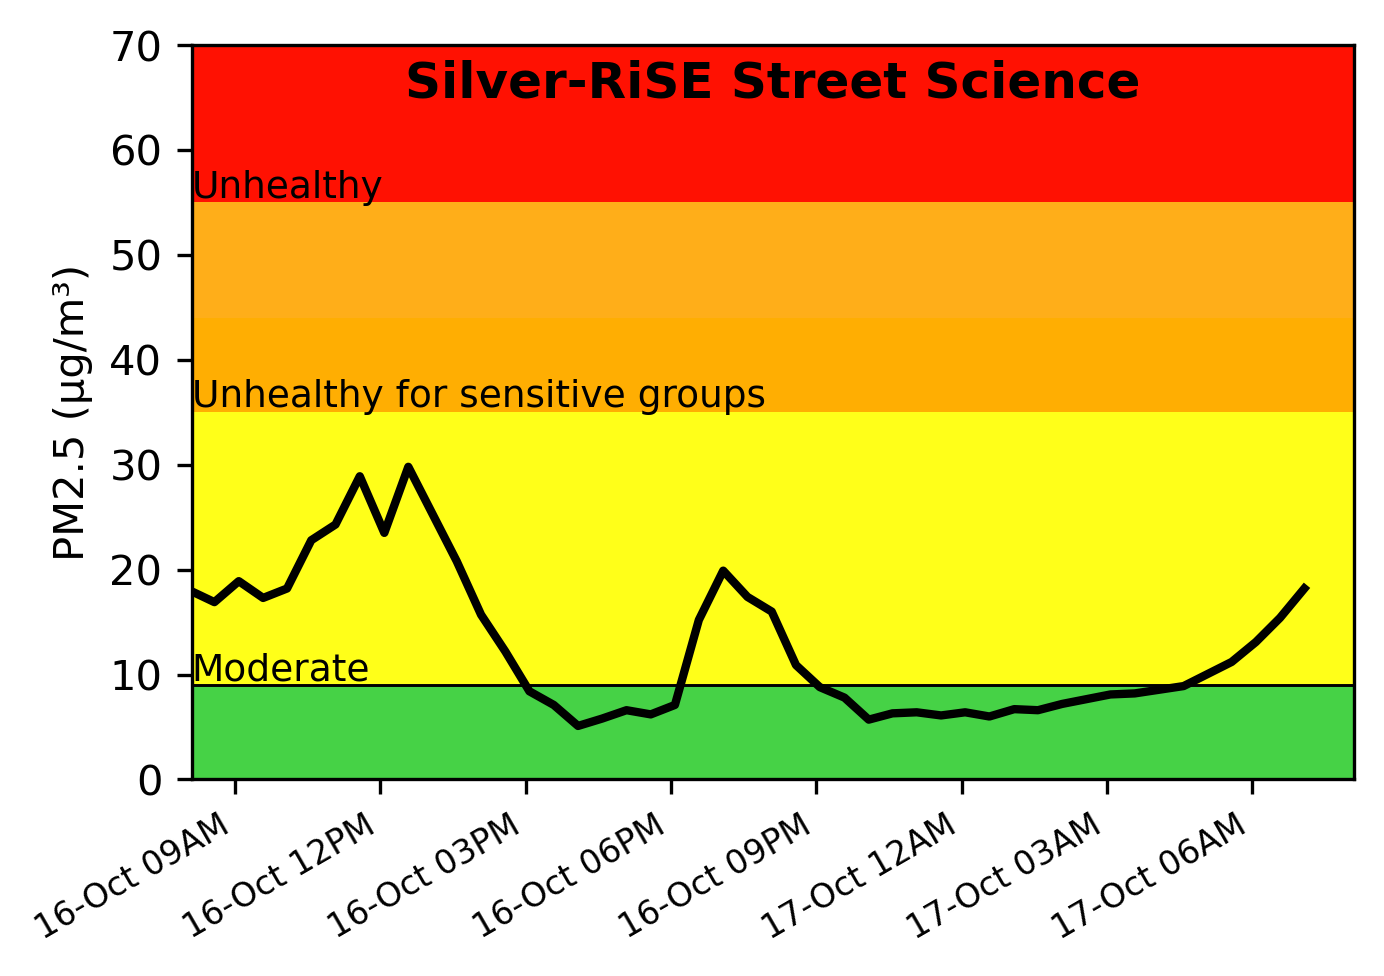 Silver-RiSE Street Science
70
60
Unhealthy
50
40
Unhealthy for sensitive groups
30
20
Moderate
10
0
PM2.5 (µg/m³)
16-Oct 09AM
16-Oct 12PM
16-Oct 03PM
16-Oct 06PM
16-Oct 09PM
17-Oct 12AM
17-Oct 03AM
17-Oct 06AM